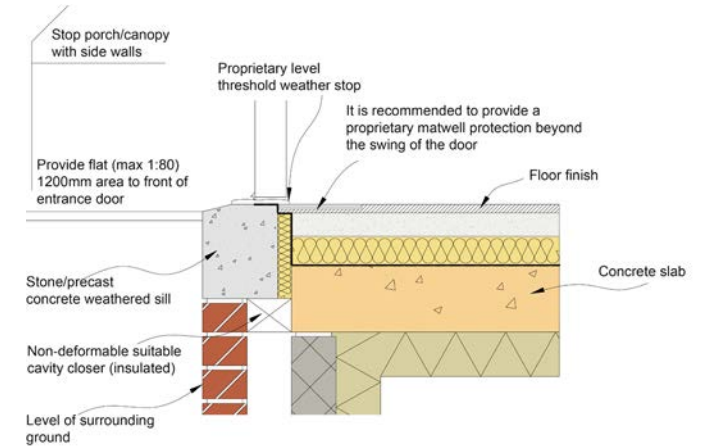 Stop porch/canopy
with side walls
Proprietary level
threshold weather stop
It is recommended to provide a
proprietary matwell protection beyond
the swing of the door
Provide flat (max 1:80)
1200mm area to front of
entrance door
Floor finish
Stone/precast
concrete weathered sill
Concrete slab
Non-deformable suitable
cavity closer (insulated)
Level of surrounding
ground